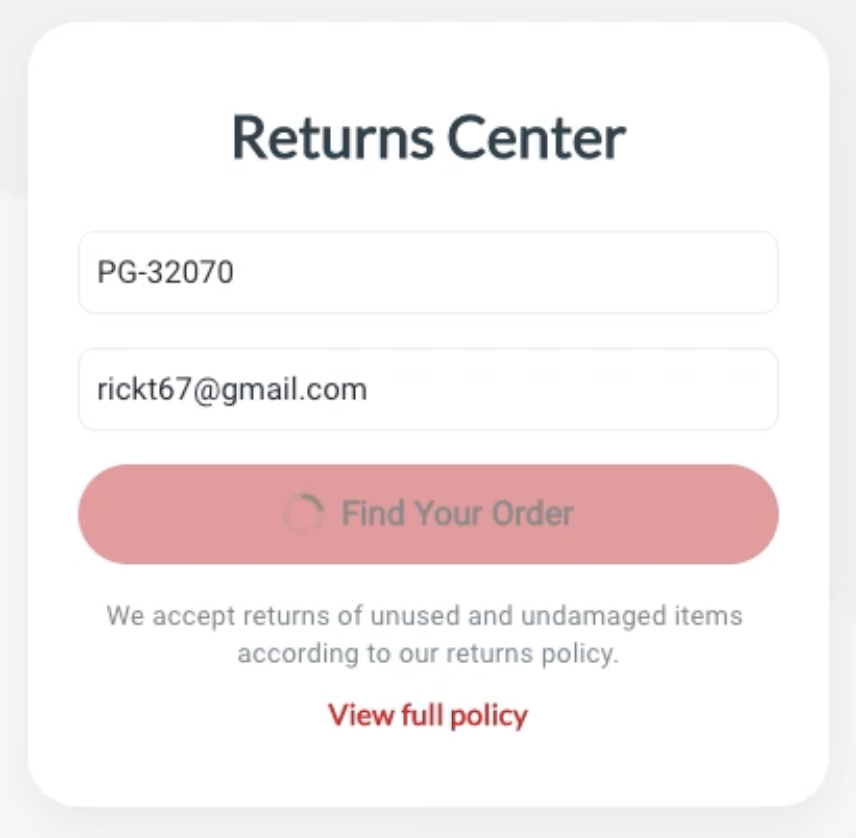 Returns Center
PG-32070
rickt67@gmail.com
Find Your Order
We accept returns of unused and undamaged items
according to our returns policy.
View full policy